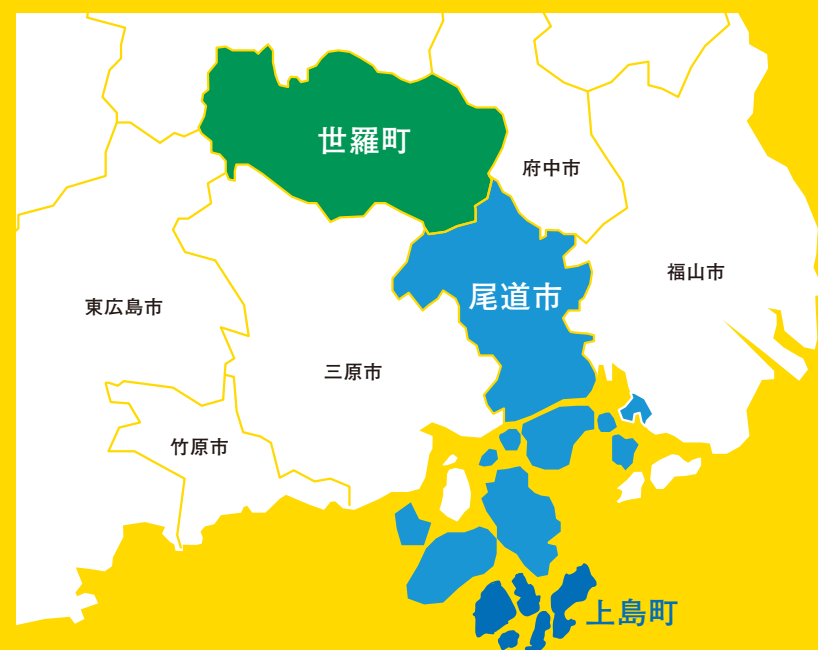 世羅町
府中市
福山市
尾道市
東広島市
三原市
竹原市
上島町